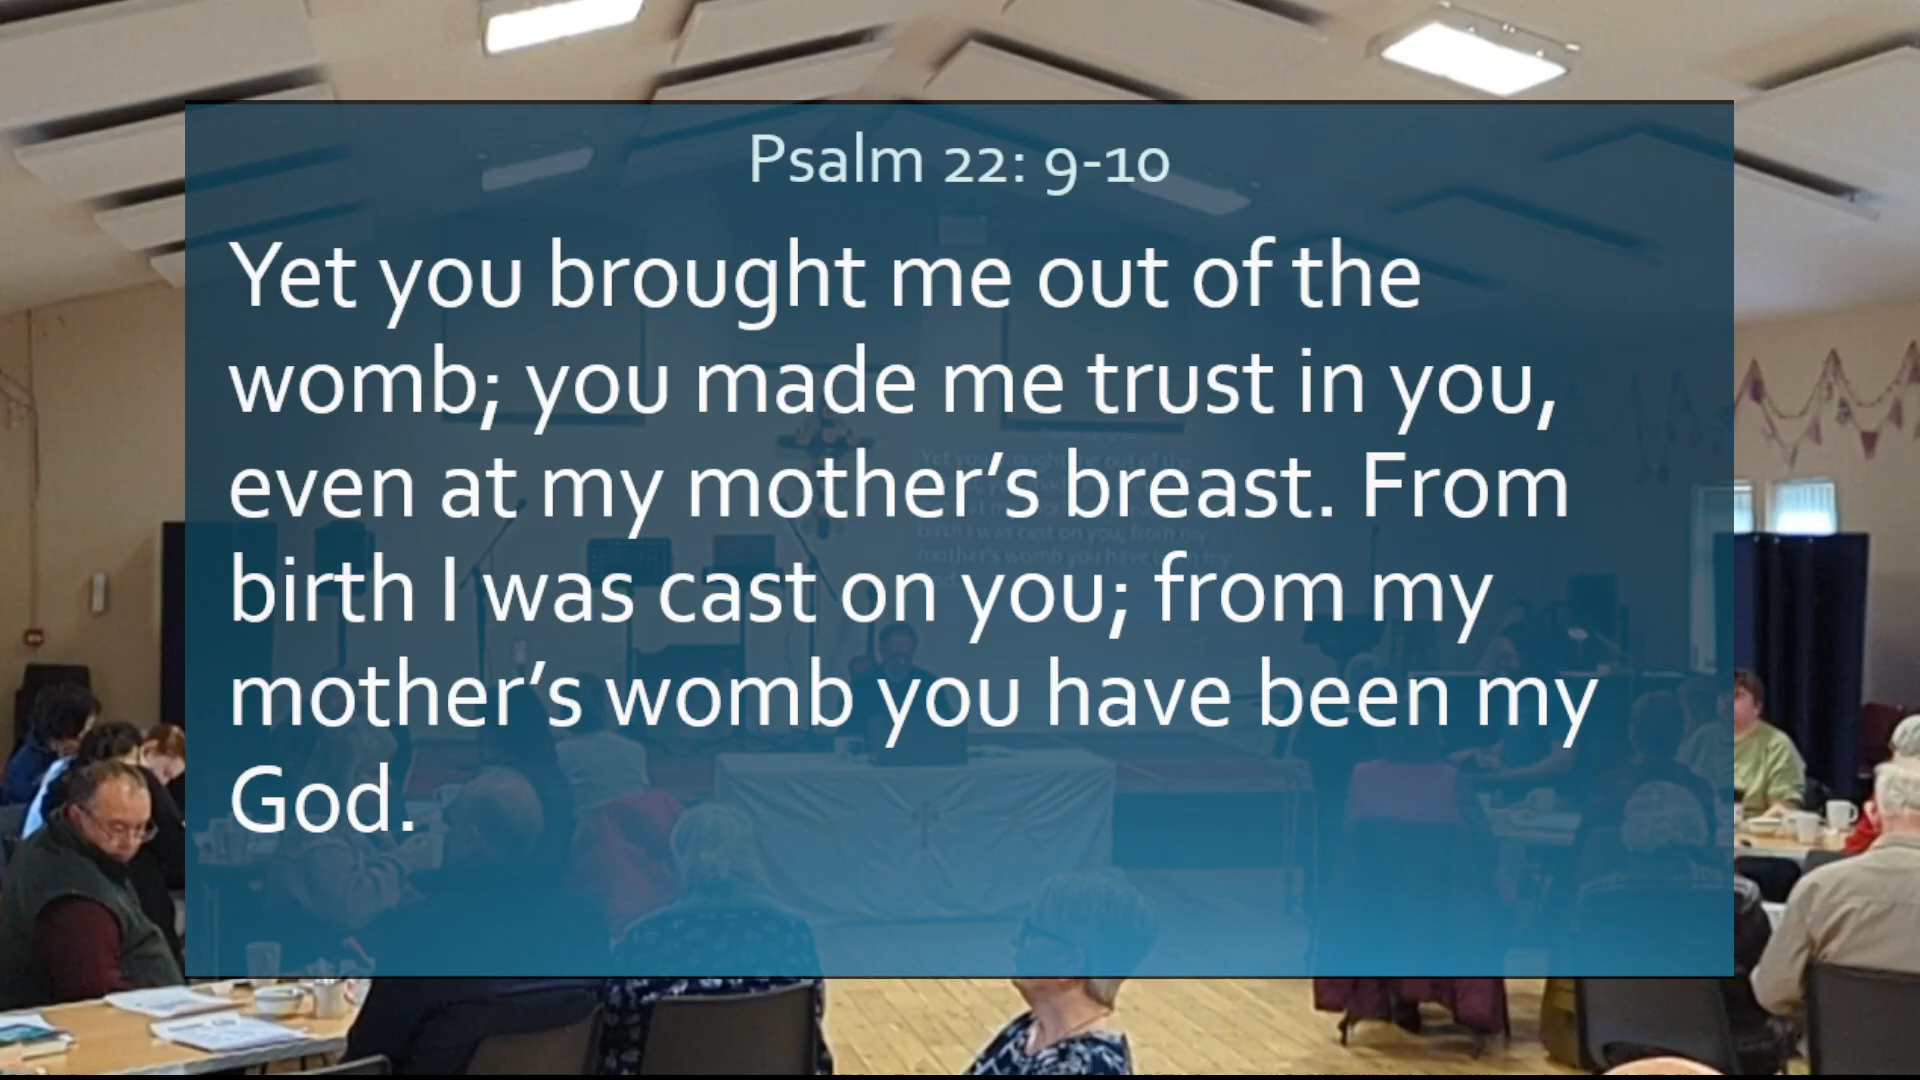 Psalm 22: 9-10
Yet you brought me out of the
womb; you made me trust in you,
even at my mother’s breast. From
birth I was cast on you; from my
mother’s womb you have been my
God.